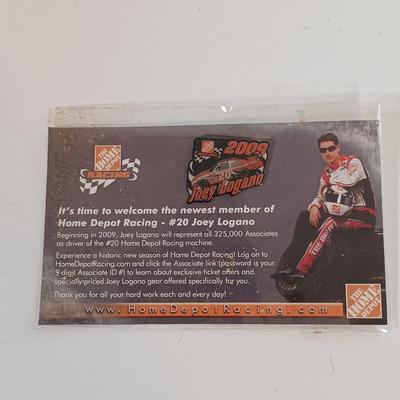 THE HOME DEPOT
RACING
2009
20
Joey Logano
It's time to welcome the newest member of
Home Depot Racing - #20 Joey Logano
Beginning in 2009, Joey Logano will represent all 325,000 Associates
as driver of the #20 Home Depot Racing machine.
Experience a historic new season of Home Depot Racing! Log on to
HomeDepotRacing.com and click the Associate link (password is your
9-digit Associate ID #) to learn about exclusive ticket offers and
specially-priced Joey Logano gear offered specifically for you.
Thank you for all your hard work each and every day!
www.HomeDepotRacing.com
THE HOME DEPOT